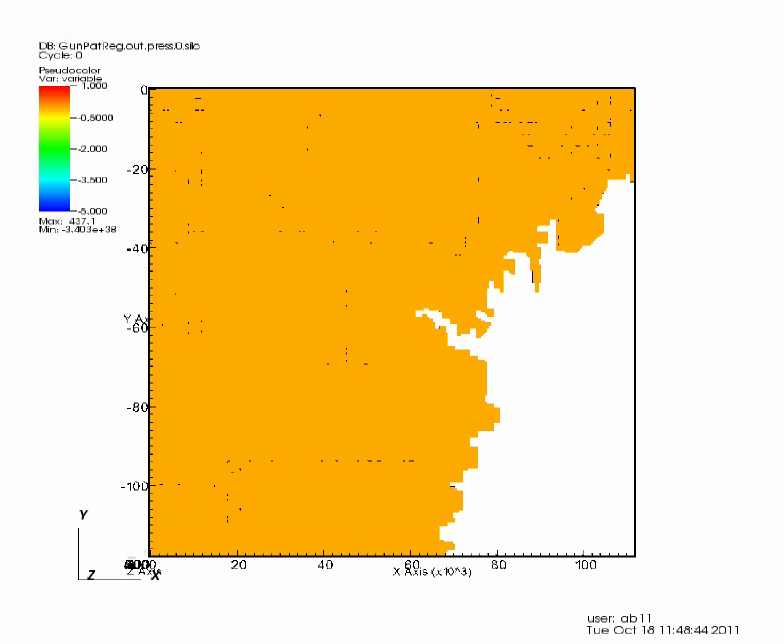 DB: GunPatReg.out.press.0.silo
Cycle: 0
Pseudocolor
Var: variable
1.000
-0.5000
-2.000
-3.500
-5.000
Max: 437.1
Min: -3.403e+38
0
-20
-40
Y Ax
-60
-80
-100
20
40
60
80
100
X Axis (x10^3)
Z Axis
Y
Z
X
user: ab11
Tue Oct 18 11:48:44 2011